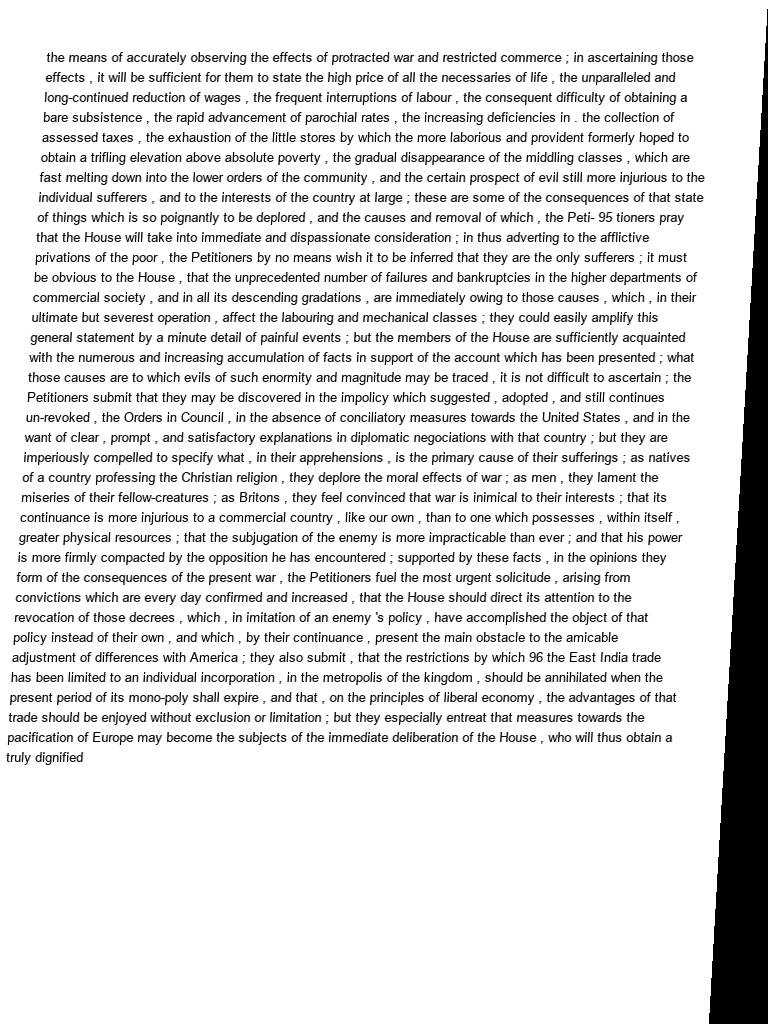 the means of accurately observing the effects of protracted war and restricted commerce ; in ascertaining those
effects , it will be sufficient for them to state the high price of all the necessaries of life , the unparalleled and
long-continued reduction of wages , the frequent interruptions of labour , the consequent difficulty of obtaining a
bare subsistence , the rapid advancement of parochial rates , the increasing deficiencies in . the collection of
assessed taxes , the exhaustion of the little stores by which the more laborious and provident formerly hoped to
obtain a trifling elevation above absolute poverty , the gradual disappearance of the middling classes , which are
fast melting down into the lower orders of the community , and the certain prospect of evil still more injurious to the
individual sufferers , and to the interests of the country at large ; these are some of the consequences of that state
of things which is so poignantly to be deplored , and the causes and removal of which , the Peti- 95 tioners pray
that the House will take into immediate and dispassionate consideration ; in thus adverting to the afflictive
privations of the poor , the Petitioners by no means wish it to be inferred that they are the only sufferers ; it must
be obvious to the House , that the unprecedented number of failures and bankruptcies in the higher departments of
commercial society , and in all its descending gradations , are immediately owing to those causes , which , in their
ultimate but severest operation , affect the labouring and mechanical classes ; they could easily amplify this
general statement by a minute detail of painful events ; but the members of the House are sufficiently acquainted
with the numerous and increasing accumulation of facts in support of the account which has been presented ; what
those causes are to which evils of such enormity and magnitude may be traced , it is not difficult to ascertain ; the
Petitioners submit that they may be discovered in the impolicy which suggested , adopted , and still continues
un-revoked , the Orders in Council , in the absence of conciliatory measures towards the United States , and in the
want of clear , prompt , and satisfactory explanations in diplomatic negociations with that country ; but they are
imperiously compelled to specify what , in their apprehensions , is the primary cause of their sufferings ; as natives
of a country professing the Christian religion , they deplore the moral effects of war ; as men , they lament the
miseries of their fellow-creatures ; as Britons , they feel convinced that war is inimical to their interests ; that its
continuance is more injurious to a commercial country , like our own , than to one which possesses , within itself ,
greater physical resources ; that the subjugation of the enemy is more impracticable than ever ; and that his power
is more firmly compacted by the opposition he has encountered ; supported by these facts , in the opinions they
form of the consequences of the present war , the Petitioners fuel the most urgent solicitude , arising from
convictions which are every day confirmed and increased , that the House should direct its attention to the
revocation of those decrees , which , in imitation of an enemy 's policy , have accomplished the object of that
policy instead of their own , and which , by their continuance , present the main obstacle to the amicable
adjustment of differences with America ; they also submit , that the restrictions by which 96 the East India trade
has been limited to an individual incorporation , in the metropolis of the kingdom , should be annihilated when the
present period of its mono-poly shall expire , and that , on the principles of liberal economy , the advantages of that
trade should be enjoyed without exclusion or limitation ; but they especially entreat that measures towards the
pacification of Europe may become the subjects of the immediate deliberation of the House , who will thus obtain a
truly dignified